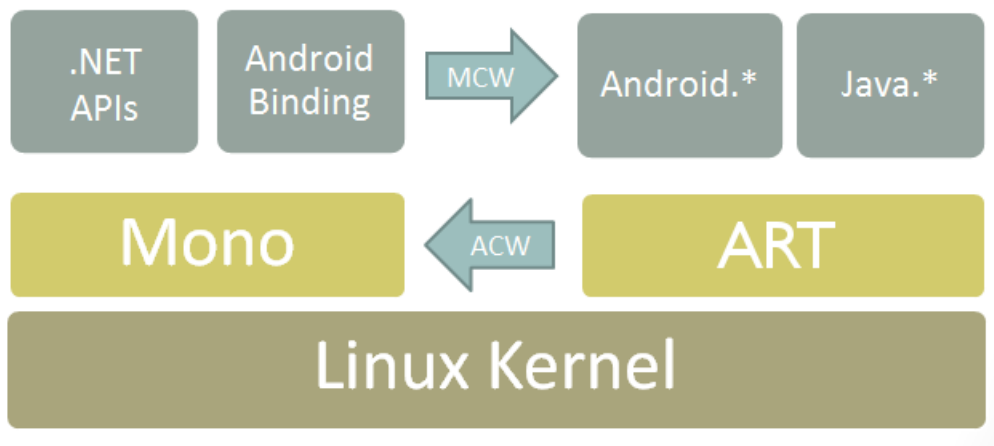 .NET
APIs
Android
Binding
MCW
Android.*
Java.*
Mono
ACW
ART
Linux Kernel